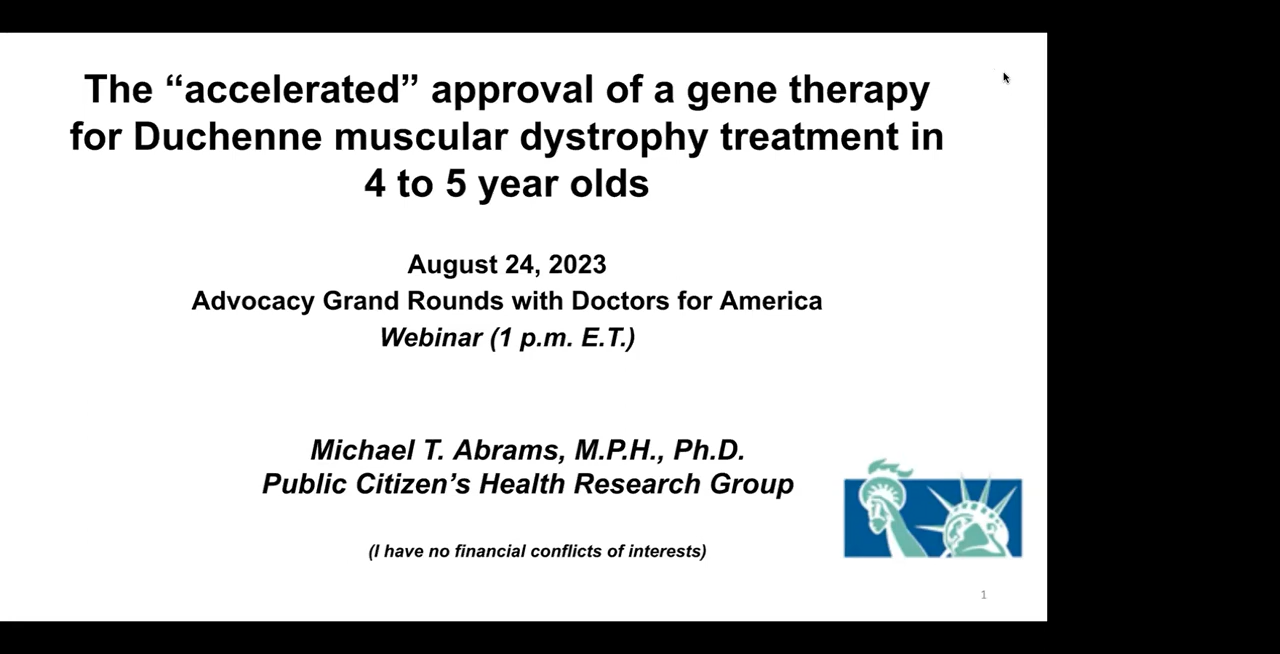 The “accelerated” approval of a gene therapy
for Duchenne muscular dystrophy treatment in
4 to 5 year olds
August 24, 2023
Advocacy Grand Rounds with Doctors for America
Webinar (1 p.m. E.T.)
Michael T. Abrams, M.P.H., Ph.D.
Public Citizen’s Health Research Group
(I have no financial conflicts of interests)
1